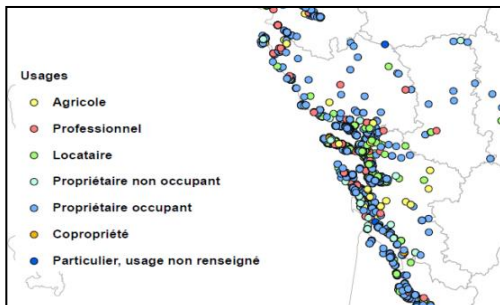 Usages
Agricole
Professionnel
Locataire
Propriétaire non occupant
Propriétaire occupant
Copropriété
Particulier, usage non renseigné